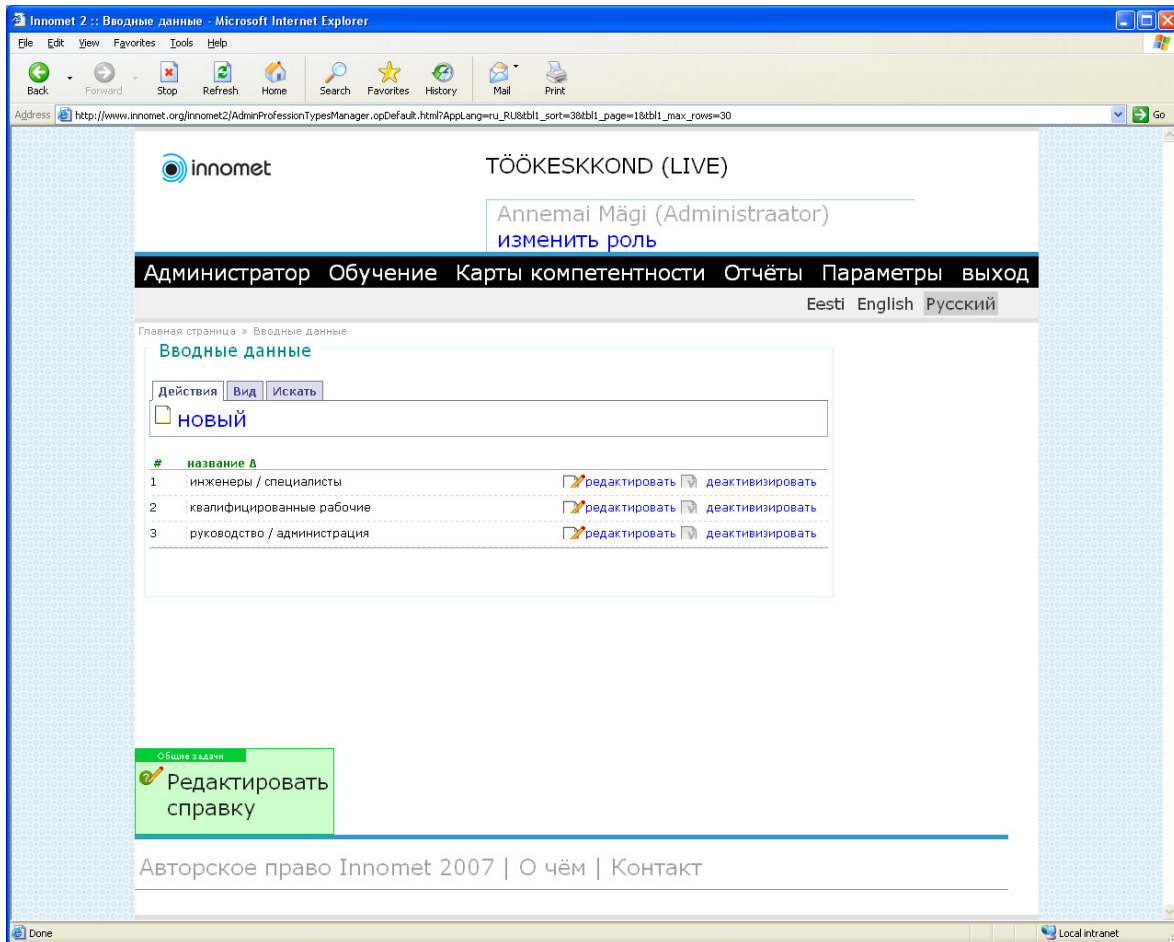 Innomet 2 :: Вводные данные - Microsoft Internet Explorer
File Edit View Favorites Tools Help
Back Forward Stop Refresh Home Search Favorites History Mail Print
Address http://www.innomet.org/innomet2/AdminProfessionTypesManager.opDefault.html?AppLang=ru_RU&tbl1_sort=3&tbl1_page=1&tbl1_max_rows=30 Go
innomet
TÖÖKESKKOND (LIVE)
Annemai Mägi (Administraator)
изменить роль
Администратор Обучение Карты компетентности Отчёты Параметры выход
Eesti English Русский
Главная страница » Вводные данные
Вводные данные
Действия Вид Искать
новый
# название Δ
1 инженеры / специалисты редактировать деактивизировать
2 квалифицированные рабочие редактировать деактивизировать
3 руководство / администрация редактировать деактивизировать
Общие задачи
Редактировать
справку
Авторское право Innomet 2007 | О чём | Контакт
Done Local intranet